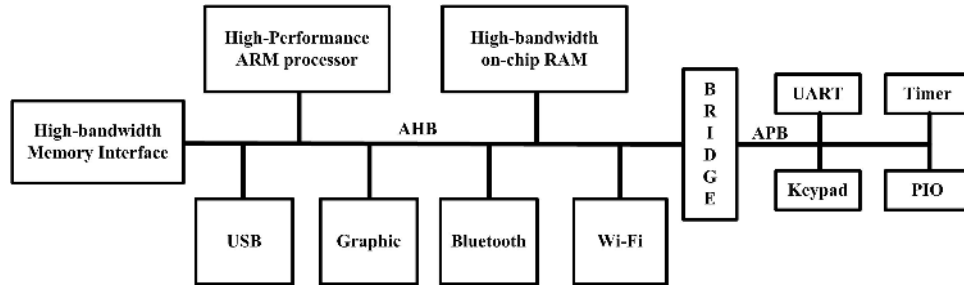 High-Performance
ARM processor
High-bandwidth
on-chip RAM
High-bandwidth
Memory Interface
AHB
B
R
I
D
G
E
APB
UART
Timer
Keypad
PIO
USB
Graphic
Bluetooth
Wi-Fi